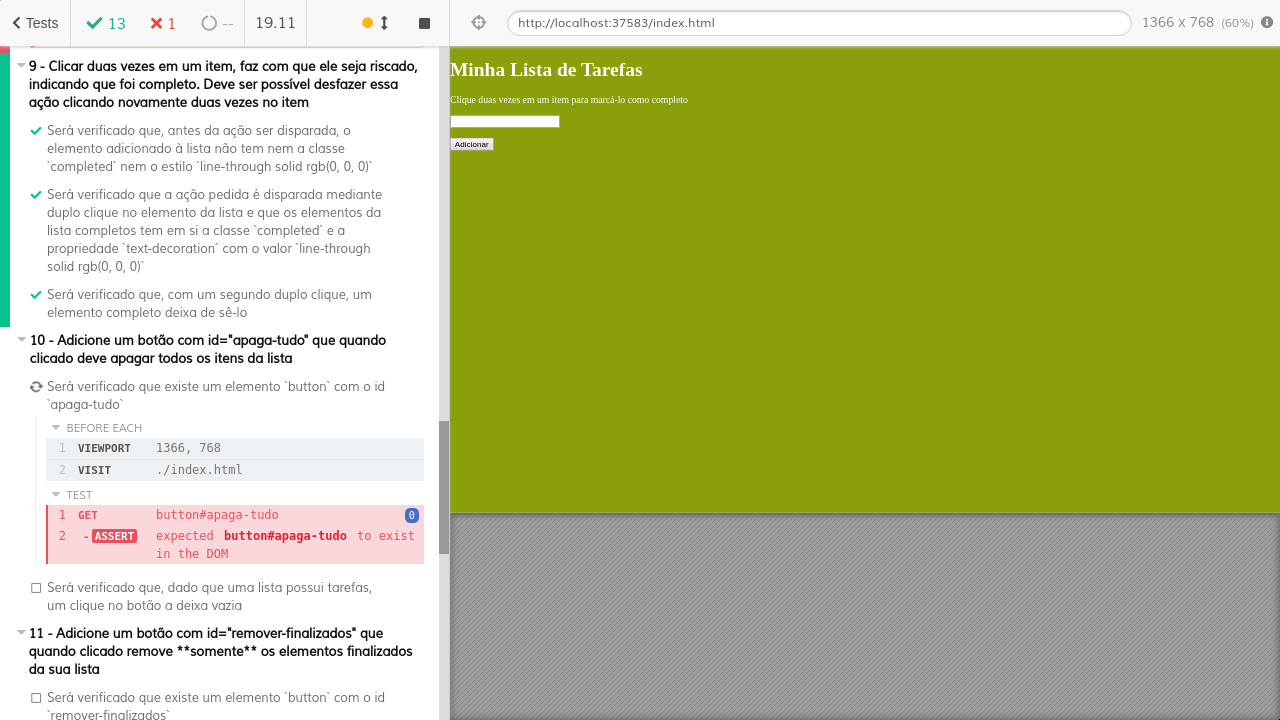 Tests
13
1
--
19.11
http://localhost:37583/index.html
1366 x 768 (60%)
9 - Clicar duas vezes em um item, faz com que ele seja riscado,
indicando que foi completo. Deve ser possível desfazer essa
ação clicando novamente duas vezes no item
Será verificado que, antes da ação ser disparada, o
elemento adicionado à lista não tem nem a classe
`completed` nem o estilo `line-through solid rgb(0, 0, 0)`
Será verificado que a ação pedida é disparada mediante
duplo clique no elemento da lista e que os elementos da
lista completos tem em si a classe `completed` e a
propriedade `text-decoration` com o valor `line-through
solid rgb(0, 0, 0)`
Será verificado que, com um segundo duplo clique, um
elemento completo deixa de sê-lo
10 - Adicione um botão com id="apaga-tudo" que quando
clicado deve apagar todos os itens da lista
Será verificado que existe um elemento `button` com o id
`apaga-tudo`
BEFORE EACH
1 VIEWPORT 1366, 768
2 VISIT ./index.html
TEST
1 GET button#apaga-tudo 0
2 - ASSERT expected button#apaga-tudo to exist
in the DOM
Será verificado que, dado que uma lista possui tarefas,
um clique no botão a deixa vazia
11 - Adicione um botão com id="remover-finalizados" que
quando clicado remove **somente** os elementos finalizados
da sua lista
Será verificado que existe um elemento `button` com o id
`remover-finalizados`
Minha Lista de Tarefas
Clique duas vezes em um item para marcá-lo como completo
Adicionar